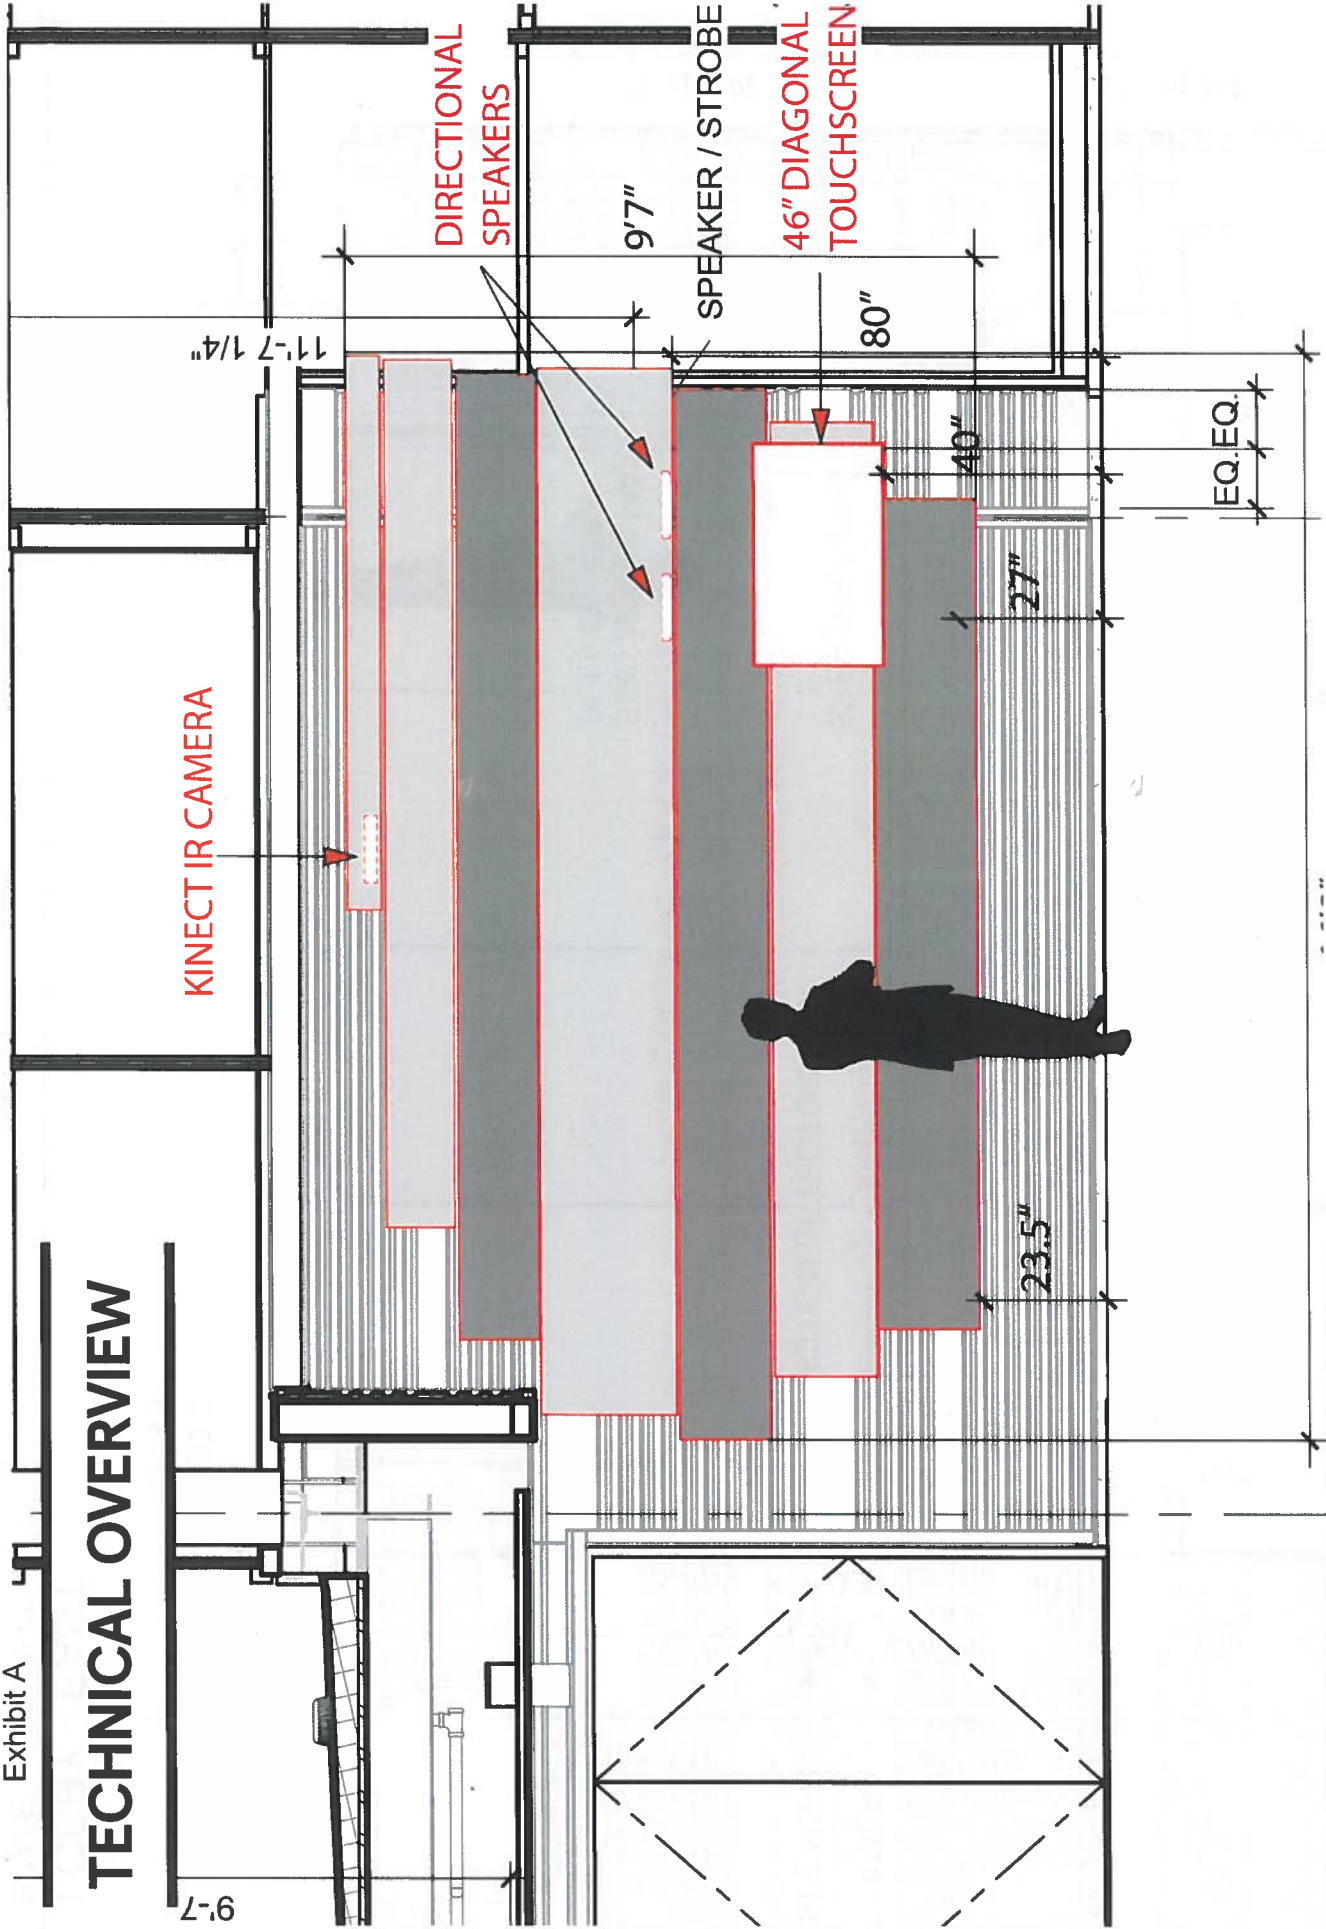 Exhibit A
TECHNICAL OVERVIEW
KINECT IR CAMERA
DIRECTIONAL
SPEAKERS
11'-7 1/4"
9'7"
SPEAKER / STROBE
46" DIAGONAL
TOUCHSCREEN
80"
40"
27"
23.5"
EQ. EQ.
9'-7